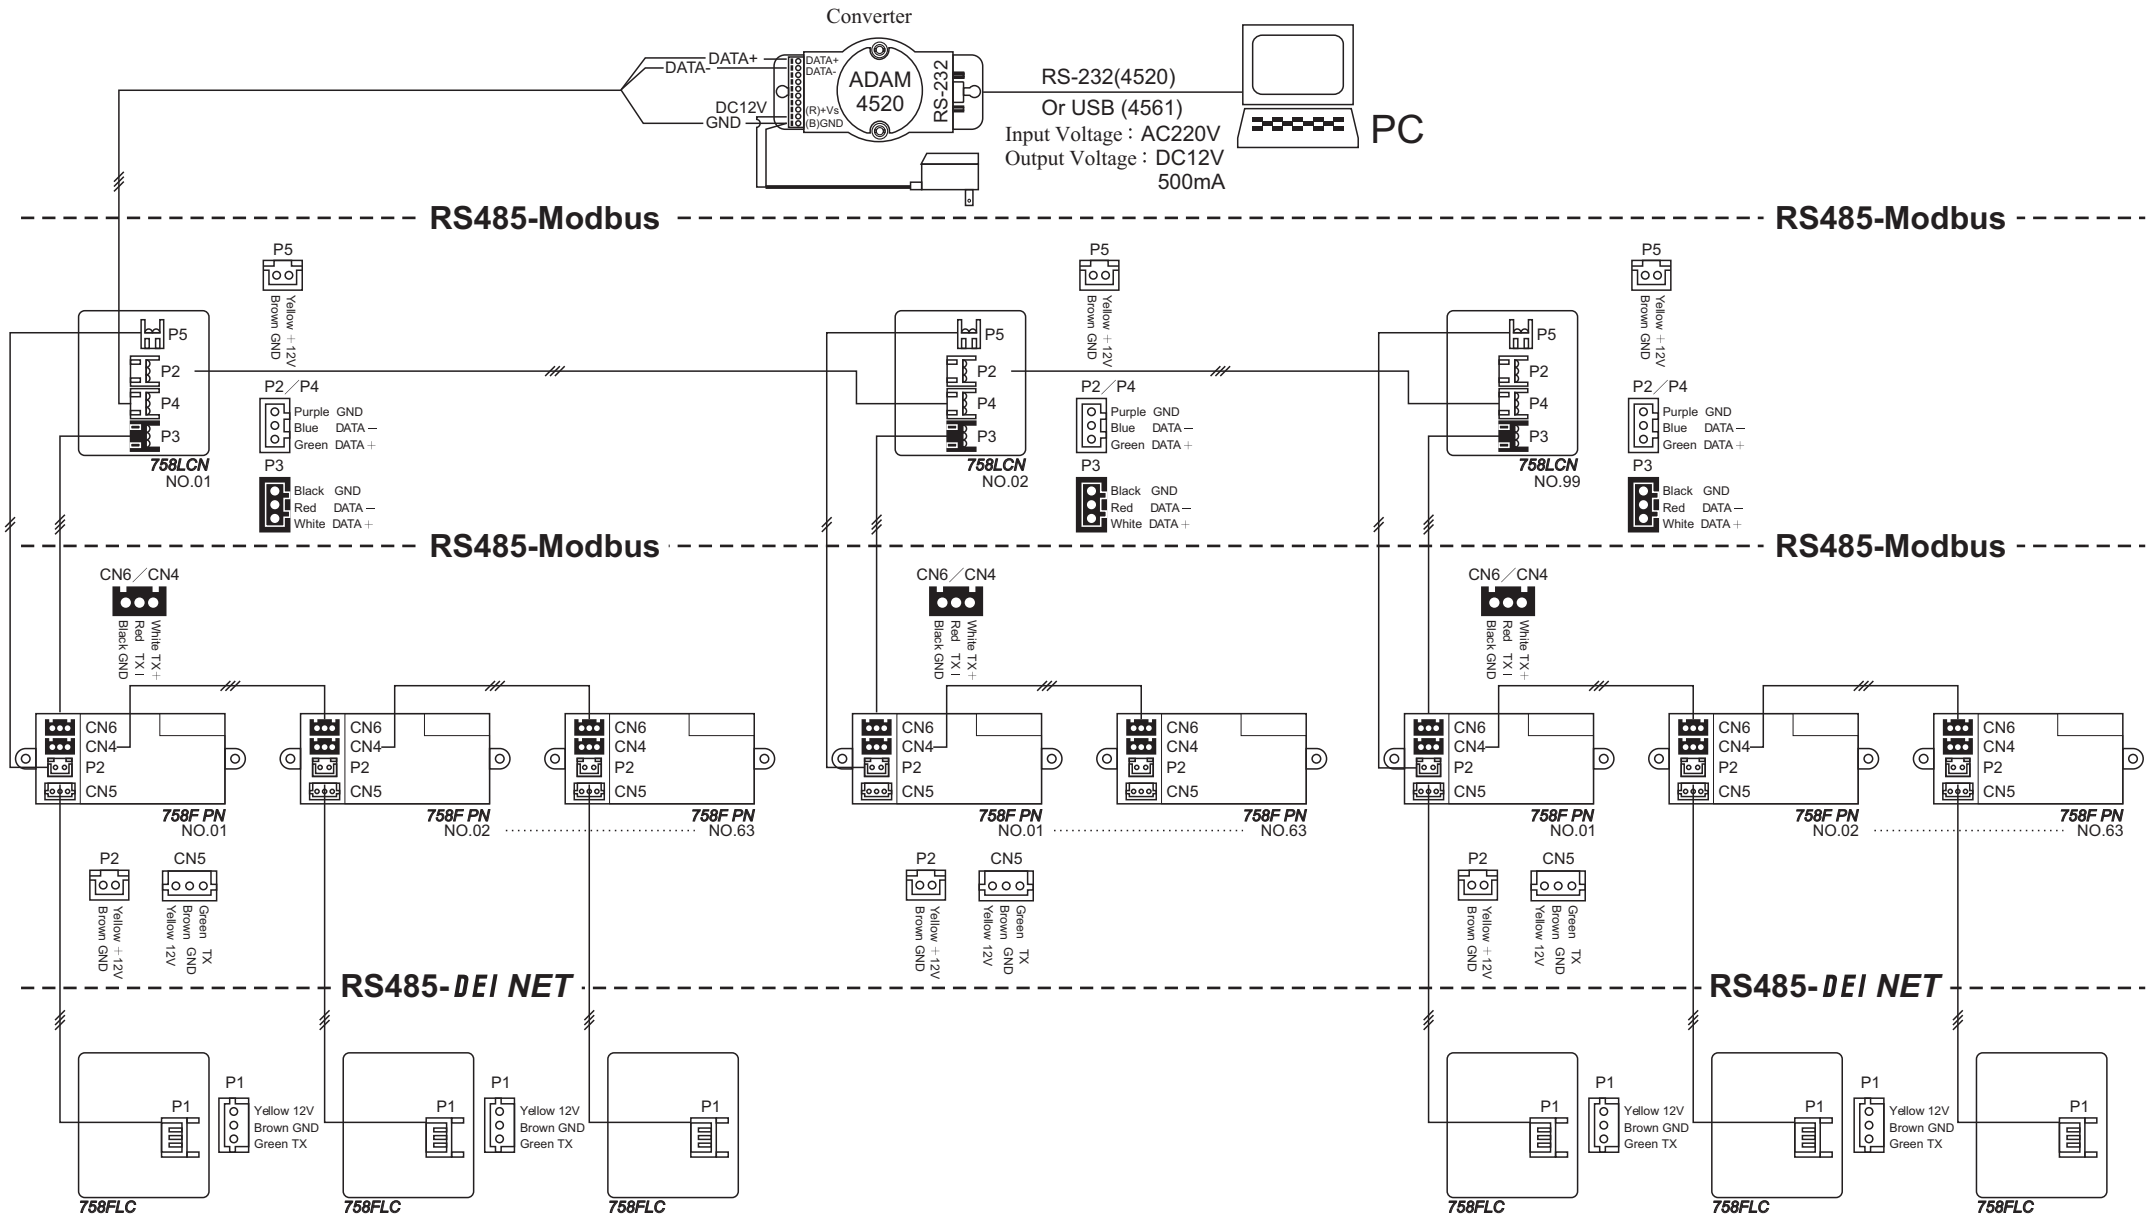 Converter
DATA+
DATA-
DC12V
GND
DATA+
DATA-
(R)+Vs
(B)GND
ADAM
4520
RS-232
RS-232(4520)
Or USB (4561)
Input Voltage : AC220V
Output Voltage : DC12V
500mA
PC
RS485-Modbus
RS485-Modbus
P5
Yellow +12V
Brown GND
P5
P2
P4
P3
758LCN
NO.01
P2/P4
Purple GND
Blue DATA-
Green DATA+
P3
Black GND
Red DATA-
White DATA+
P5
Yellow +12V
Brown GND
P5
P2
P4
P3
758LCN
NO.02
P2/P4
Purple GND
Blue DATA-
Green DATA+
P3
Black GND
Red DATA-
White DATA+
P5
Yellow +12V
Brown GND
P5
P2
P4
P3
758LCN
NO.99
P2/P4
Purple GND
Blue DATA-
Green DATA+
P3
Black GND
Red DATA-
White DATA+
RS485-Modbus
RS485-Modbus
CN6/CN4
White TX+
Red TX-
Black GND
CN6/CN4
White TX+
Red TX-
Black GND
CN6/CN4
White TX+
Red TX-
Black GND
CN6
CN4
P2
CN5
758F PN
NO.01
CN6
CN4
P2
CN5
758F PN
NO.02
CN6
CN4
P2
CN5
758F PN
NO.63
CN6
CN4
P2
CN5
758F PN
NO.01
CN6
CN4
P2
CN5
758F PN
NO.63
CN6
CN4
P2
CN5
758F PN
NO.01
CN6
CN4
P2
CN5
758F PN
NO.02
CN6
CN4
P2
CN5
758F PN
NO.63
P2
Yellow +12V
Brown GND
CN5
Green TX
Brown GND
Yellow 12V
P2
Yellow +12V
Brown GND
CN5
Green TX
Brown GND
Yellow 12V
P2
Yellow +12V
Brown GND
CN5
Green TX
Brown GND
Yellow 12V
RS485-DEI NET
RS485-DEI NET
P1
758FLC
P1
Yellow 12V
Brown GND
Green TX
P1
758FLC
P1
Yellow 12V
Brown GND
Green TX
P1
758FLC
P1
758FLC
P1
Yellow 12V
Brown GND
Green TX
P1
758FLC
P1
Yellow 12V
Brown GND
Green TX
P1
758FLC